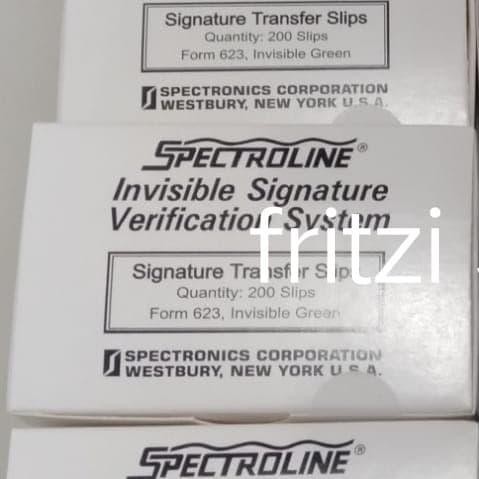 Signature Transfer Slips
Quantity: 200 Slips
Form 623, Invisible Green
SPECTRONICS CORPORATION
WESTBURY, NEW YORK U.S.A.
SPECTROLINE®
Invisible Signature
Verification System
fritzi
Signature Transfer Slips
Quantity: 200 Slips
Form 623, Invisible Green
SPECTRONICS CORPORATION
WESTBURY, NEW YORK U.S.A.
SPECTROLINE®